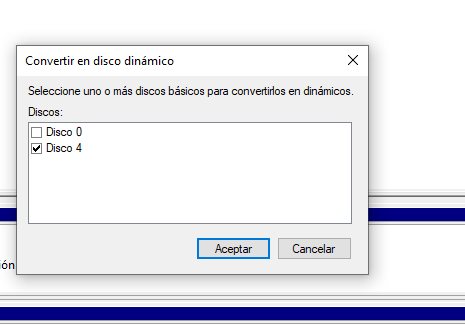 Convertir en disco dinámico
Seleccione uno o más discos básicos para convertirlos en dinámicos.
Discos:
Disco 0
Disco 4
Aceptar
Cancelar
ión